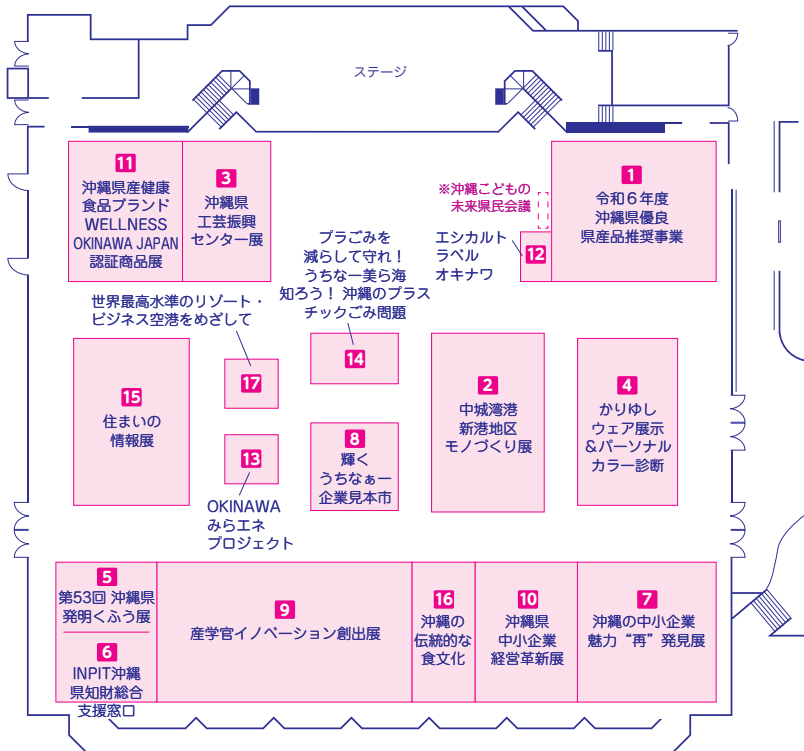 ステージ
11
沖縄県産健康
食品ブランド
WELLNESS
OKINAWA JAPAN
認証商品展
3
沖縄県
工芸振興
センター展
※沖縄こどもの
未来県民会議
1
令和6年度
沖縄県優良
県産品推奨事業
12
エシカルト
ラベル
オキナワ
プラごみを
減らして守れ!
うちなー美ら海
知ろう! 沖縄のプラス
チックごみ問題
14
世界最高水準のリゾート・
ビジネス空港をめざして
17
15
住まいの
情報展
13
OKINAWA
みらエネ
プロジェクト
8
輝く
うちなぁー
企業見本市
2
中城湾港
新港地区
モノづくり展
4
かりゆし
ウェア展示
&パーソナル
カラー診断
5
第53回 沖縄県
発明くふう展
6
INPIT沖縄
県知財総合
支援窓口
9
産学官イノベーション創出展
16
沖縄の
伝統的な
食文化
10
沖縄県
中小企業
経営革新展
7
沖縄の中小企業
魅力“再”発見展